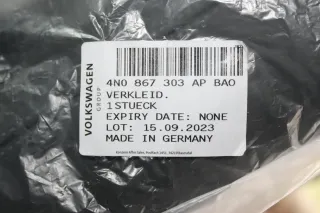 VOLKSWAGEN
GROUP
4N0 867 303 AP BAO
VERKLEID.
1STUECK
EXPIRY DATE: NONE
LOT: 15.09.2023
MADE IN GERMANY